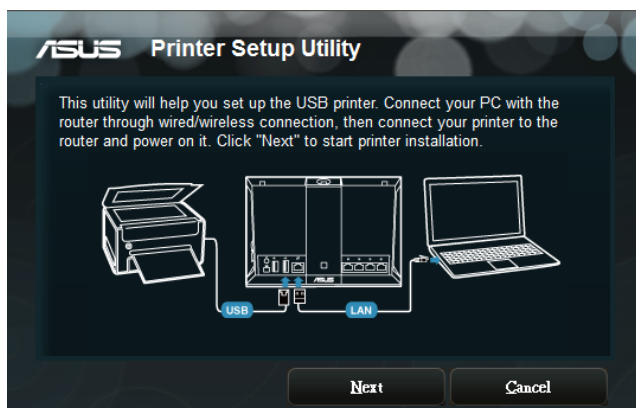 ASUS Printer Setup Utility
This utility will help you set up the USB printer. Connect your PC with the
router through wired/wireless connection, then connect your printer to the
router and power on it. Click "Next" to start printer installation.
ASUS
USB
LAN
Next
Cancel